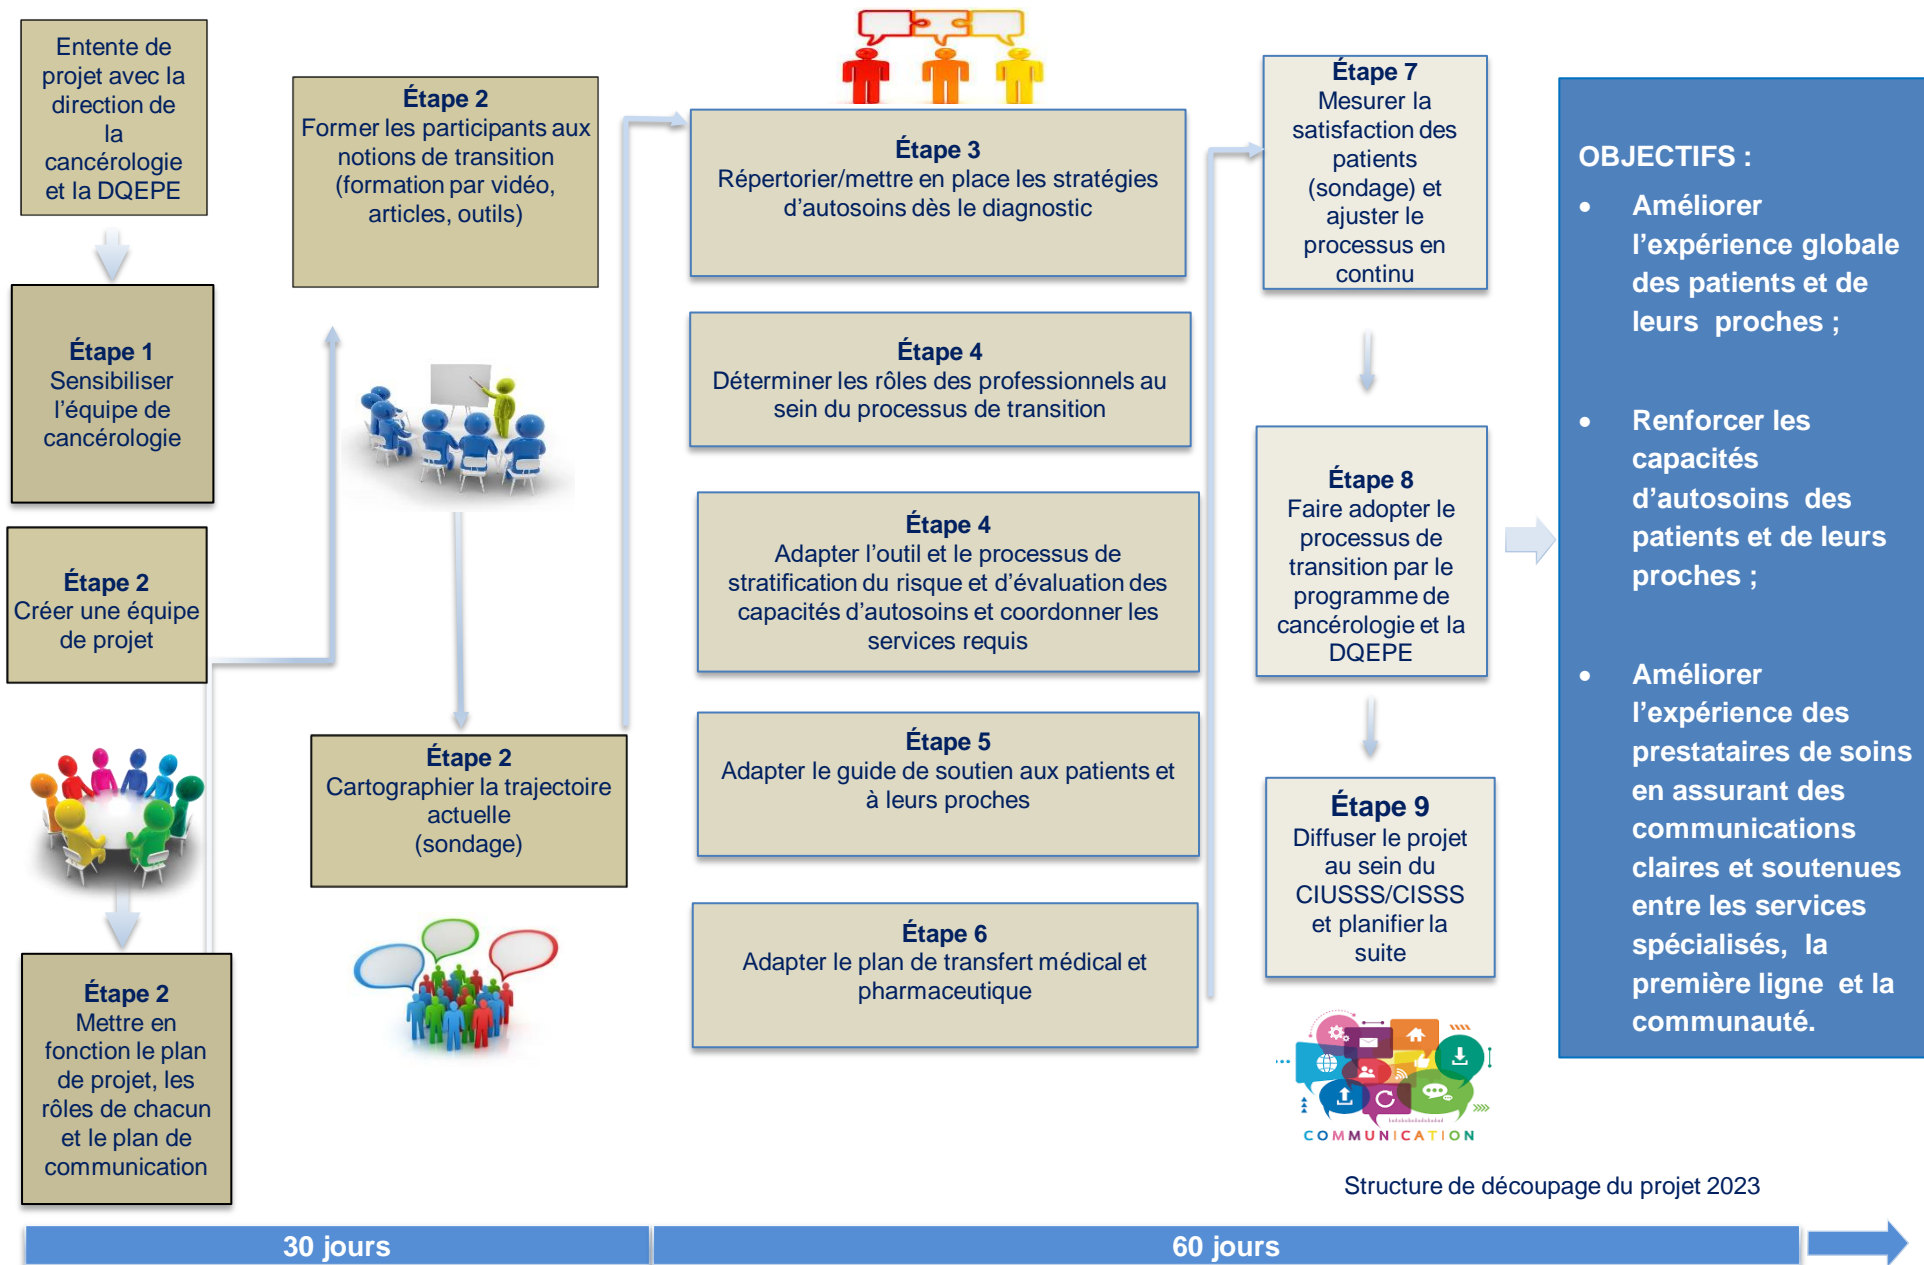 Entente de
projet avec la
direction de
la
cancérologie
et la DQEPE
Étape 1
Sensibiliser
l’équipe de
cancérologie
Étape 2
Créer une équipe
de projet
Étape 2
Mettre en
fonction le plan
de projet, les
rôles de chacun
et le plan de
communication
Étape 2
Former les participants aux
notions de transition
(formation par vidéo,
articles, outils)
Étape 2
Cartographier la trajectoire
actuelle
(sondage)
Étape 3
Répertorier/mettre en place les stratégies
d’autosoins dès le diagnostic
Étape 4
Déterminer les rôles des professionnels au
sein du processus de transition
Étape 4
Adapter l’outil et le processus de
stratification du risque et d’évaluation des
capacités d’autosoins et coordonner les
services requis
Étape 5
Adapter le guide de soutien aux patients et
à leurs proches
Étape 6
Adapter le plan de transfert médical et
pharmaceutique
Étape 7
Mesurer la
satisfaction des
patients
(sondage) et
ajuster le
processus en
continu
Étape 8
Faire adopter le
processus de
transition par le
programme de
cancérologie et la
DQEPE
Étape 9
Diffuser le projet
au sein du
CIUSSS/CISSS
et planifier la
suite
COMMUNICATION
OBJECTIFS :
• Améliorer
l’expérience globale
des patients et de
leurs proches ;
• Renforcer les
capacités
d’autosoins des
patients et de leurs
proches ;
• Améliorer
l’expérience des
prestataires de soins
en assurant des
communications
claires et soutenues
entre les services
spécialisés, la
première ligne et la
communauté.
Structure de découpage du projet 2023
30 jours
60 jours